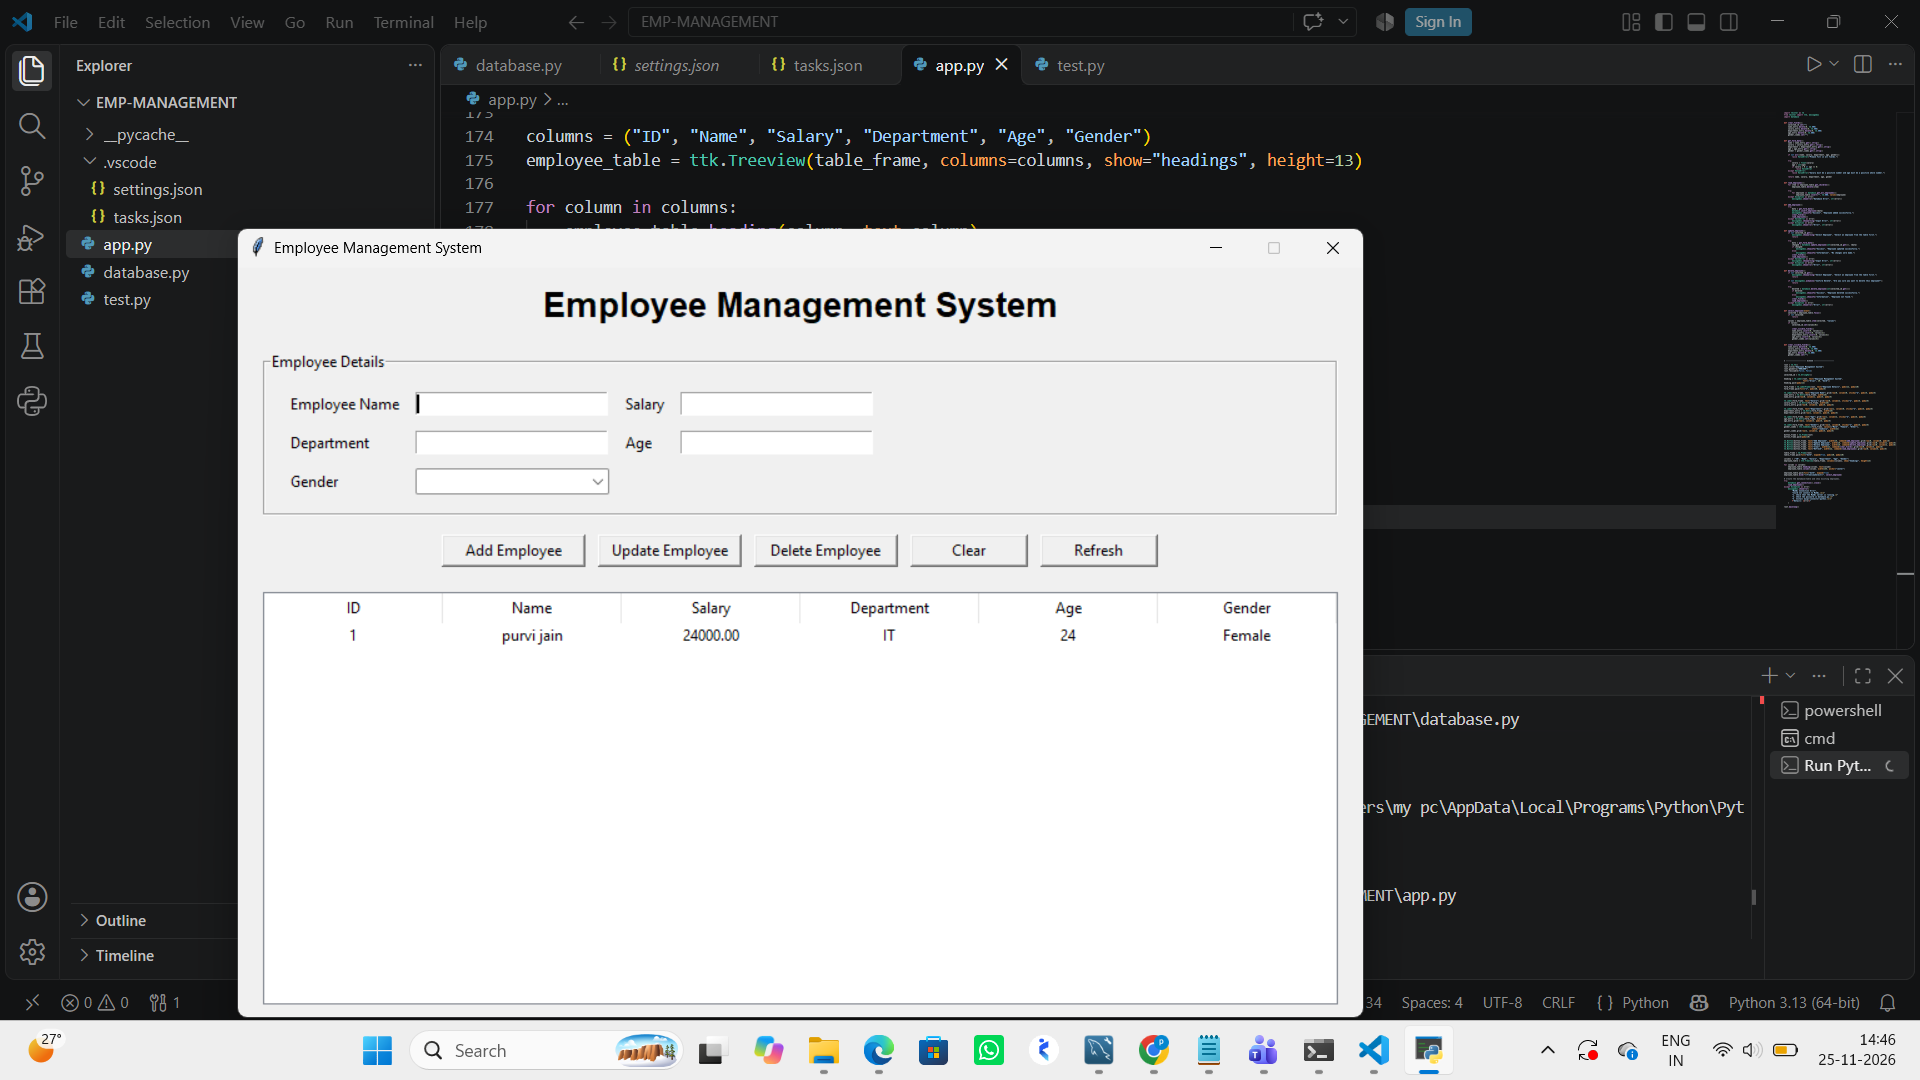 File Edit Selection View Go Run Terminal Help
EMP-MANAGEMENT
Sign In
Explorer
EMP-MANAGEMENT
__pycache__
.vscode
{} settings.json
{} tasks.json
app.py
database.py
test.py
Outline
Timeline
database.py
{} settings.json
{} tasks.json
app.py
test.py
app.py > ...
173
174 columns = ("ID", "Name", "Salary", "Department", "Age", "Gender")
175 employee_table = ttk.Treeview(table_frame, columns=columns, show="headings", height=13)
176
177 for column in columns:
Employee Management System
Employee Management System
Employee Details
Employee Name
Salary
Department
Age
Gender
Add Employee Update Employee Delete Employee Clear Refresh
ID Name Salary Department Age Gender
1 purvi jain 24000.00 IT 24 Female
GEMENT\database.py
ers\my pc\AppData\Local\Programs\Python\Pyt
MENT\app.py
powershell
cmd
Run Pyt...
0 0 1
34 Spaces: 4 UTF-8 CRLF {} Python Python 3.13 (64-bit)
27°
Search
ENG
IN
14:46
25-11-2026